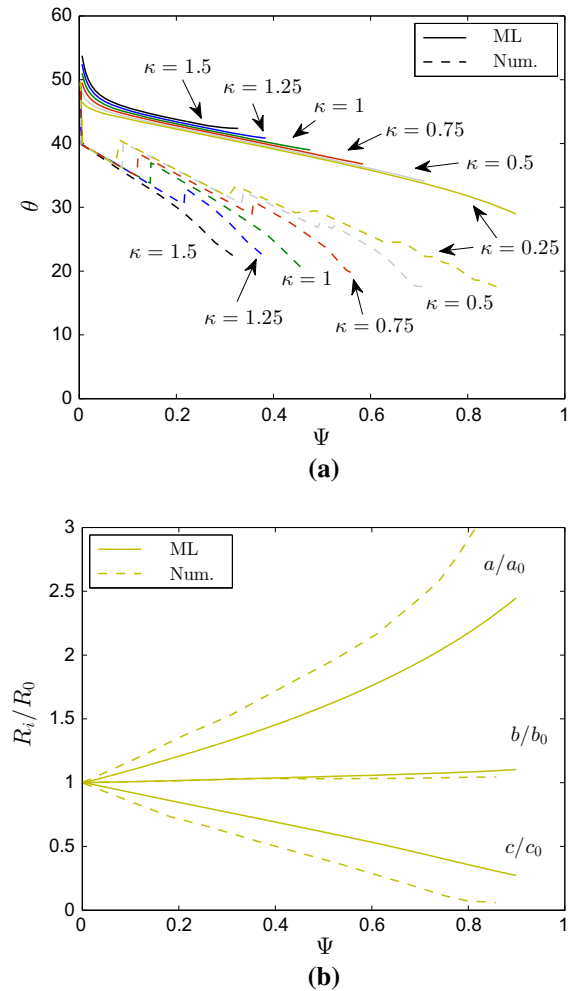 60
50
40
30
20
10
0
θ
ML
Num.
κ = 1.5
κ = 1.25
κ = 1
κ = 0.75
κ = 0.5
κ = 0.25
κ = 1.5
κ = 1.25
κ = 1
κ = 0.75
κ = 0.5
0 0.2 0.4 0.6 0.8 1
Ψ
(a)
3
2.5
2
1.5
1
0.5
0
R_i/R_0
ML
Num.
a/a_0
b/b_0
c/c_0
0 0.2 0.4 0.6 0.8 1
Ψ
(b)